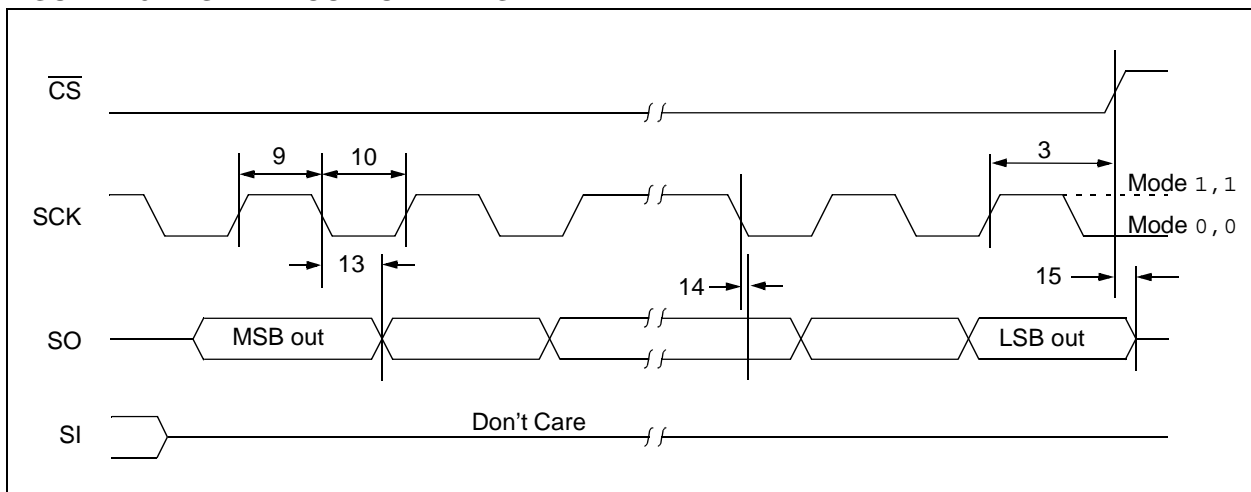 CS
9
10
3
Mode 1,1
SCK
Mode 0,0
13
14
15
SO
MSB out
LSB out
SI
Don't Care